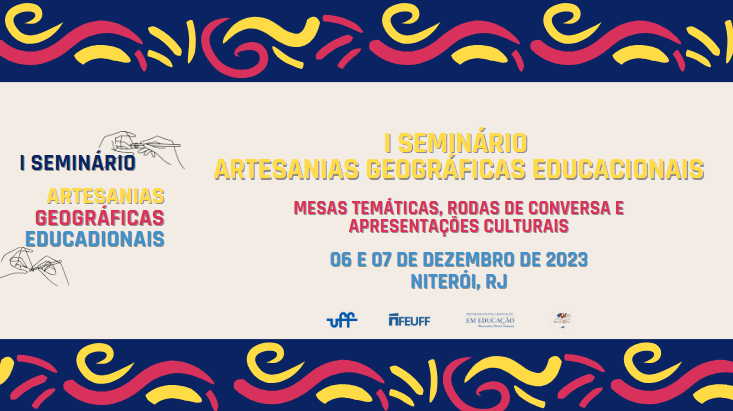 I SEMINÁRIO
ARTESANIAS
GEOGRÁFICAS
EDUCADIONAIS
I SEMINÁRIO
ARTESANIAS GEOGRÁFICAS EDUCACIONAIS
MESAS TEMÁTICAS, RODAS DE CONVERSA E
APRESENTAÇÕES CULTURAIS
06 E 07 DE DEZEMBRO DE 2023
NITERÓI, RJ
uff
FEUFF
EM EDUCAÇÃO